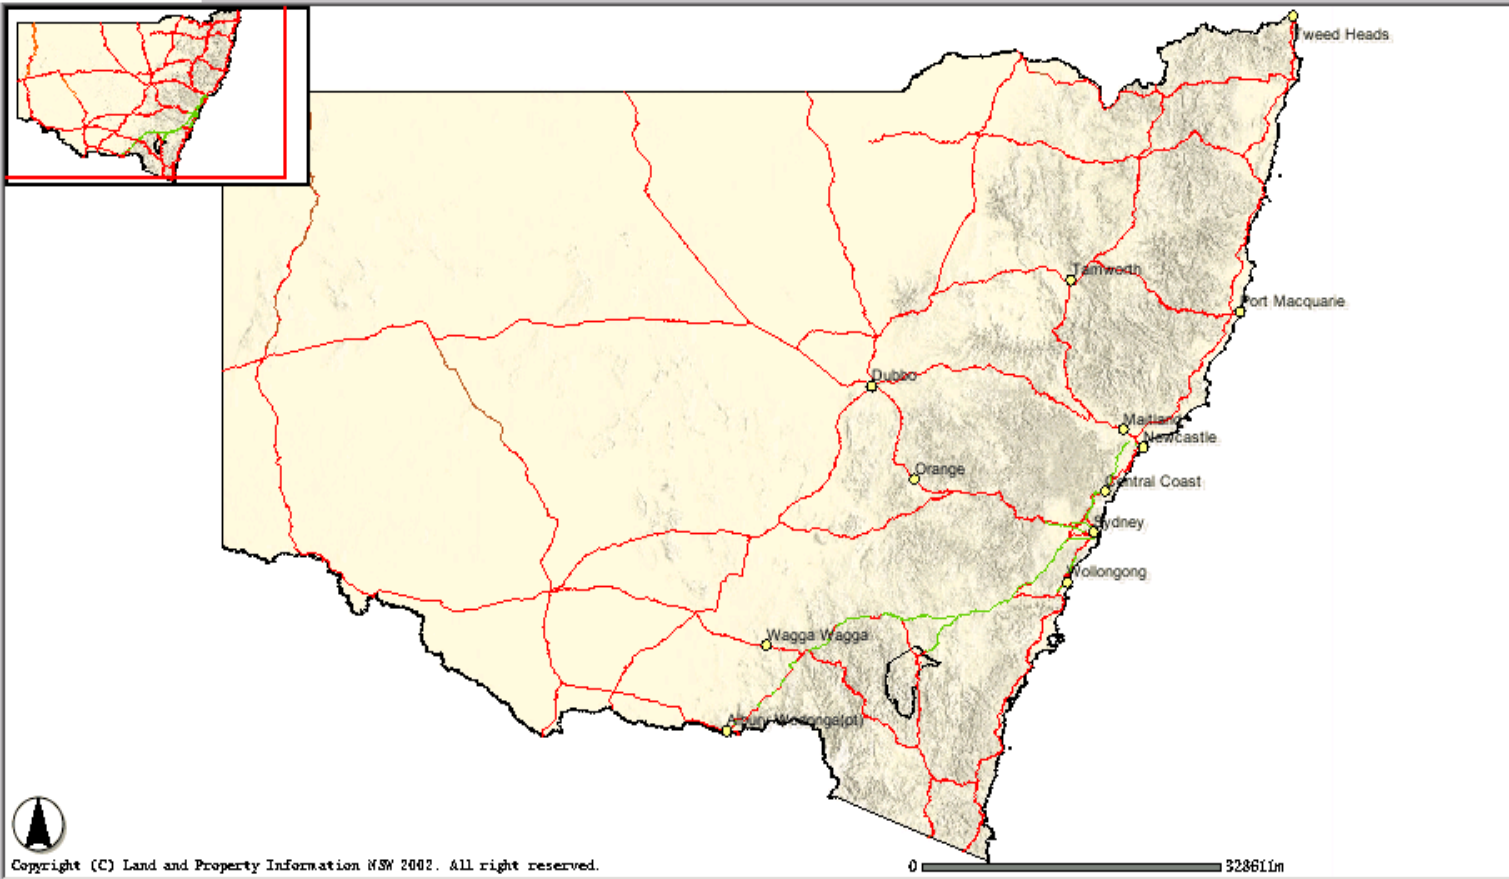 Tweed Heads
Tamworth
Port Macquarie
Dubbo
Maitland
Newcastle
Orange
Central Coast
Sydney
Wollongong
Wagga Wagga
Albury Wodonga(pt)
Copyright (C) Land and Property Information NSW 2002. All right reserved.
0 328611m